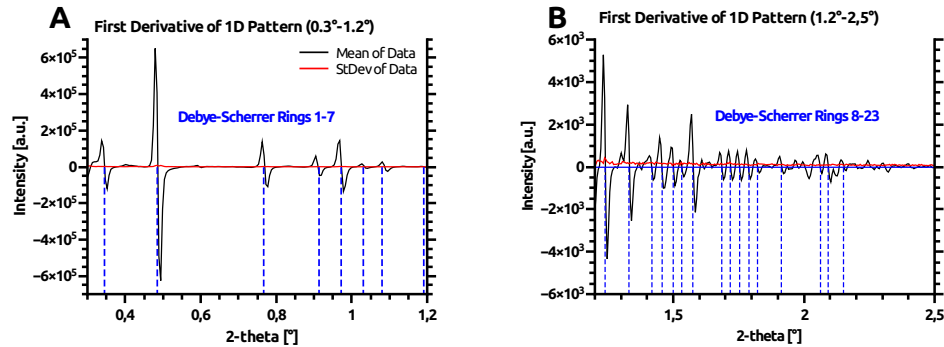 A
First Derivative of 1D Pattern (0.3°-1.2°)
6×10⁵
4×10⁵
2×10⁵
0
−2×10⁵
−4×10⁵
−6×10⁵
Intensity [a.u.]
Mean of Data
StDev of Data
Debye-Scherrer Rings 1-7
0,4
0,6
0,8
1
1,2
2-theta [°]
B
First Derivative of 1D Pattern (1.2°-2,5°)
6×10³
4×10³
2×10³
0
−2×10³
−4×10³
−6×10³
Intensity [a.u.]
Debye-Scherrer Rings 8-23
1,5
2
2,5
2-theta [°]